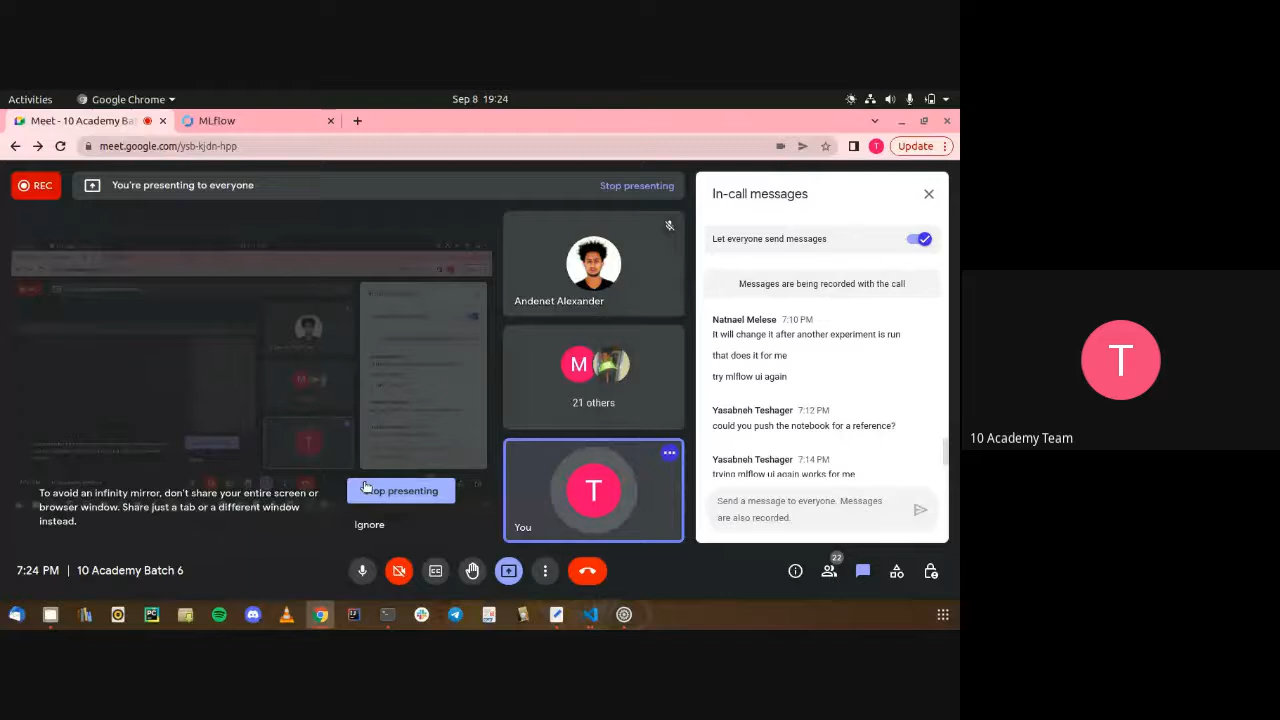 Activities
Google Chrome
Sep 8 19:24
Meet - 10 Academy Ba
MLflow
meet.google.com/ysb-kjdn-hpp
T
Update
REC
You're presenting to everyone
Stop presenting
Andenet Alexander
M
21 others
T
You
To avoid an infinity mirror, don't share your entire screen or
browser window. Share just a tab or a different window
instead.
presenting
Ignore
In-call messages
Let everyone send messages
Messages are being recorded with the call
Natnael Melese 7:10 PM
It will change it after another experiment is run
that does it for me
try mlflow ui again
Yasabneh Teshager 7:12 PM
could you push the notebook for a reference?
Yasabneh Teshager 7:14 PM
trying mlflow ui again works for me
Send a message to everyone. Messages
are also recorded.
7:24 PM | 10 Academy Batch 6
22
T
10 Academy Team